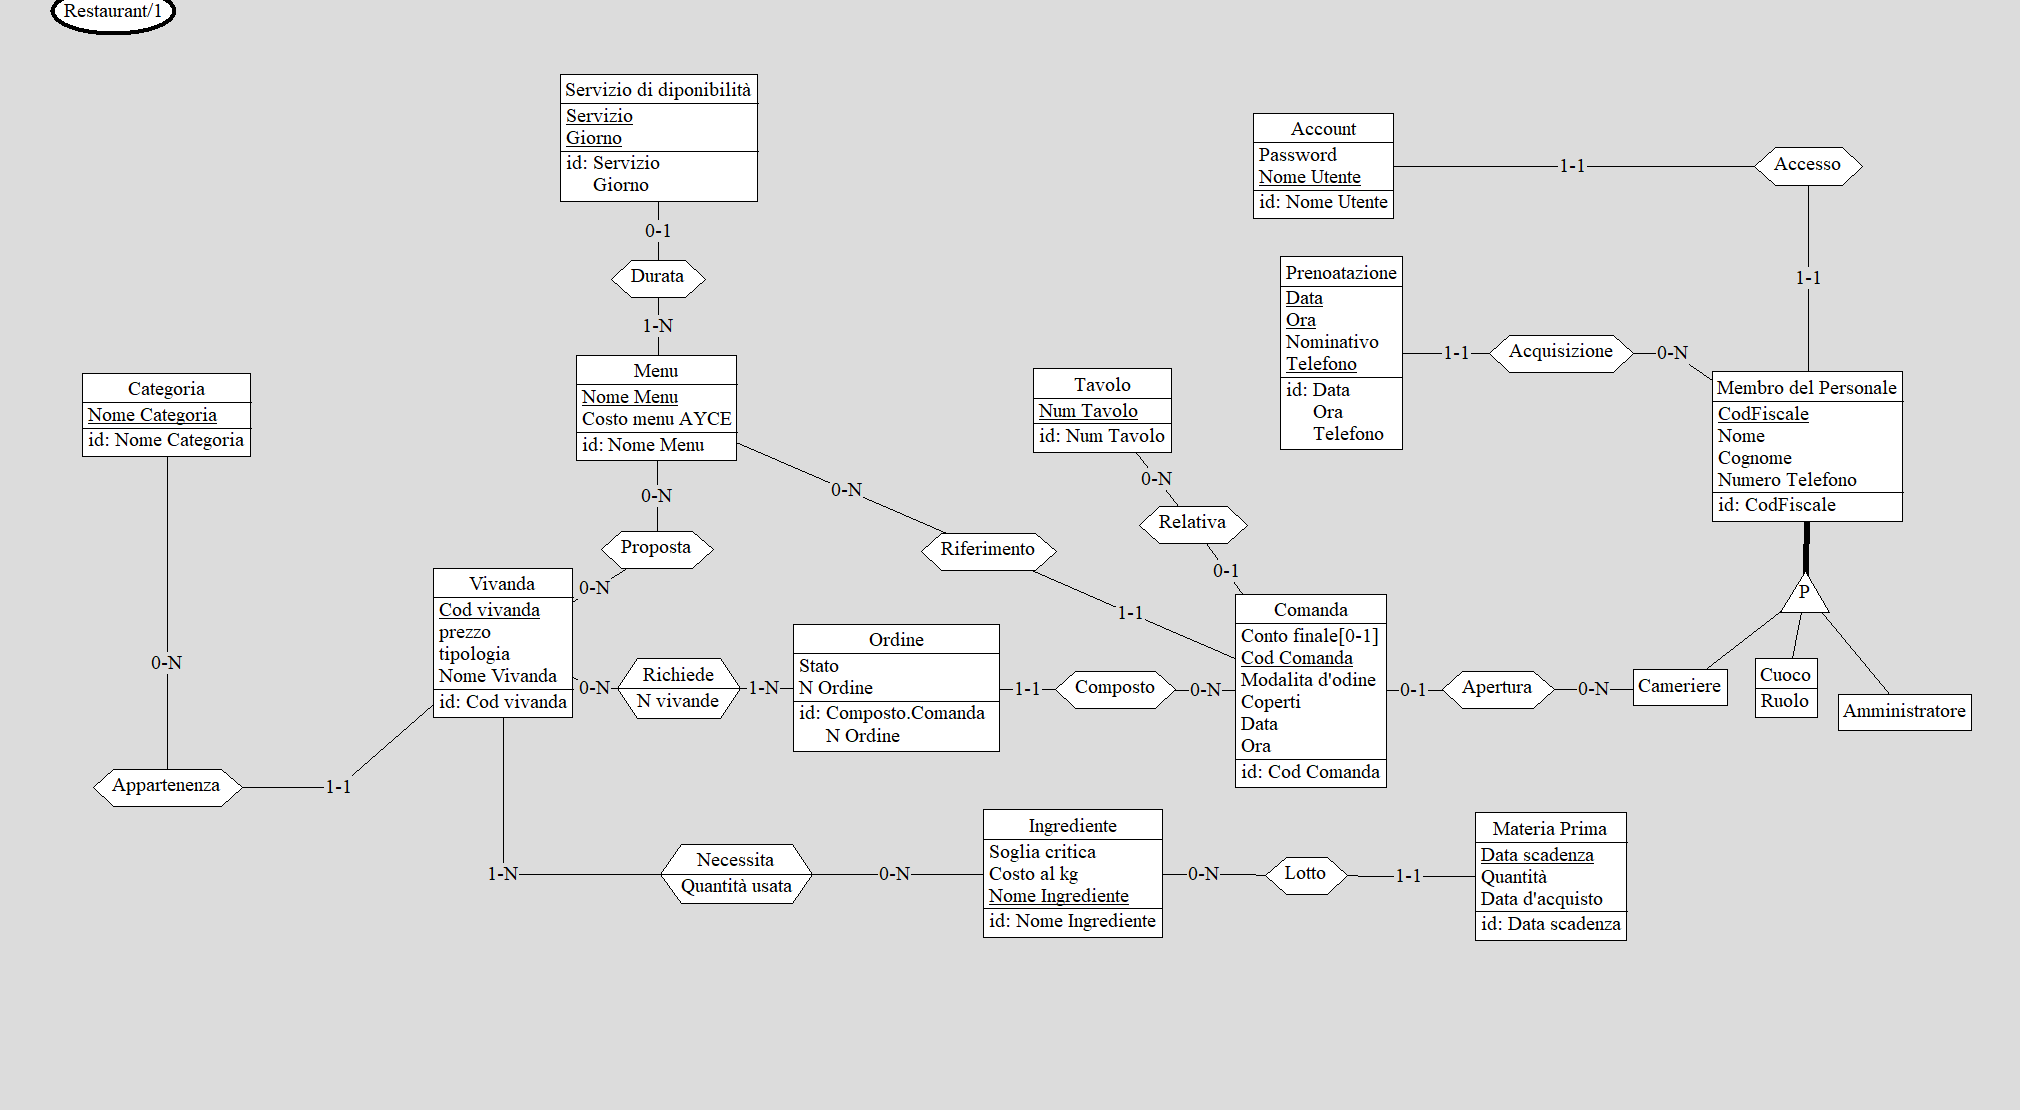 Restaurant/1
Servizio di diponibilità
Servizio
Giorno
id: Servizio
Giorno
0-1
Durata
1-N
Menu
Nome Menu
Costo menu AYCE
id: Nome Menu
0-N
Proposta
0-N
Categoria
Nome Categoria
id: Nome Categoria
0-N
Appartenenza
1-1
Vivanda
Cod vivanda
prezzo
tipologia
Nome Vivanda
id: Cod vivanda
0-N
Richiede
N vivande
1-N
Ordine
Stato
N Ordine
id: Composto.Comanda
N Ordine
1-1
Composto
0-N
0-N
Riferimento
1-1
Tavolo
Num Tavolo
id: Num Tavolo
0-N
Relativa
0-1
Comanda
Conto finale[0-1]
Cod Comanda
Modalita d'odine
Coperti
Data
Ora
id: Cod Comanda
0-1
Apertura
0-N
Cameriere
Cuoco
Ruolo
Amministratore
P
Account
Password
Nome Utente
id: Nome Utente
1-1
Accesso
1-1
Prenoatazione
Data
Ora
Nominativo
Telefono
id: Data
Ora
Telefono
1-1
Acquisizione
0-N
Membro del Personale
CodFiscale
Nome
Cognome
Numero Telefono
id: CodFiscale
1-N
Necessita
Quantità usata
0-N
Ingrediente
Soglia critica
Costo al kg
Nome Ingrediente
id: Nome Ingrediente
0-N
Lotto
1-1
Materia Prima
Data scadenza
Quantità
Data d'acquisto
id: Data scadenza